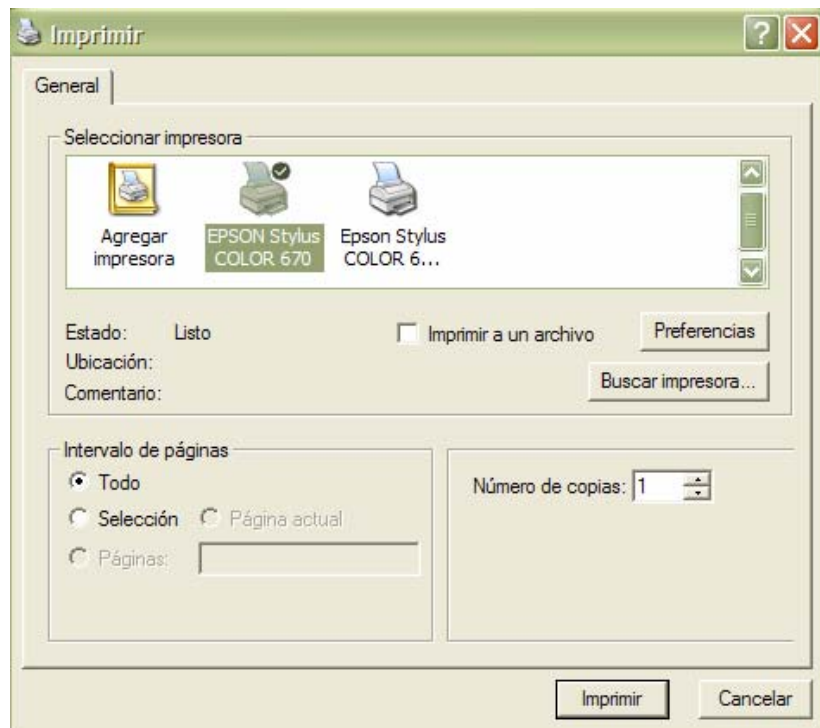 Imprimir
General
Seleccionar impresora
Agregar impresora
EPSON Stylus COLOR 670
Epson Stylus COLOR 6...
Estado: Listo
Imprimir a un archivo
Preferencias
Ubicación:
Comentario:
Buscar impresora...
Intervalo de páginas
Todo
Selección
Página actual
Páginas:
Número de copias: 1
Imprimir
Cancelar